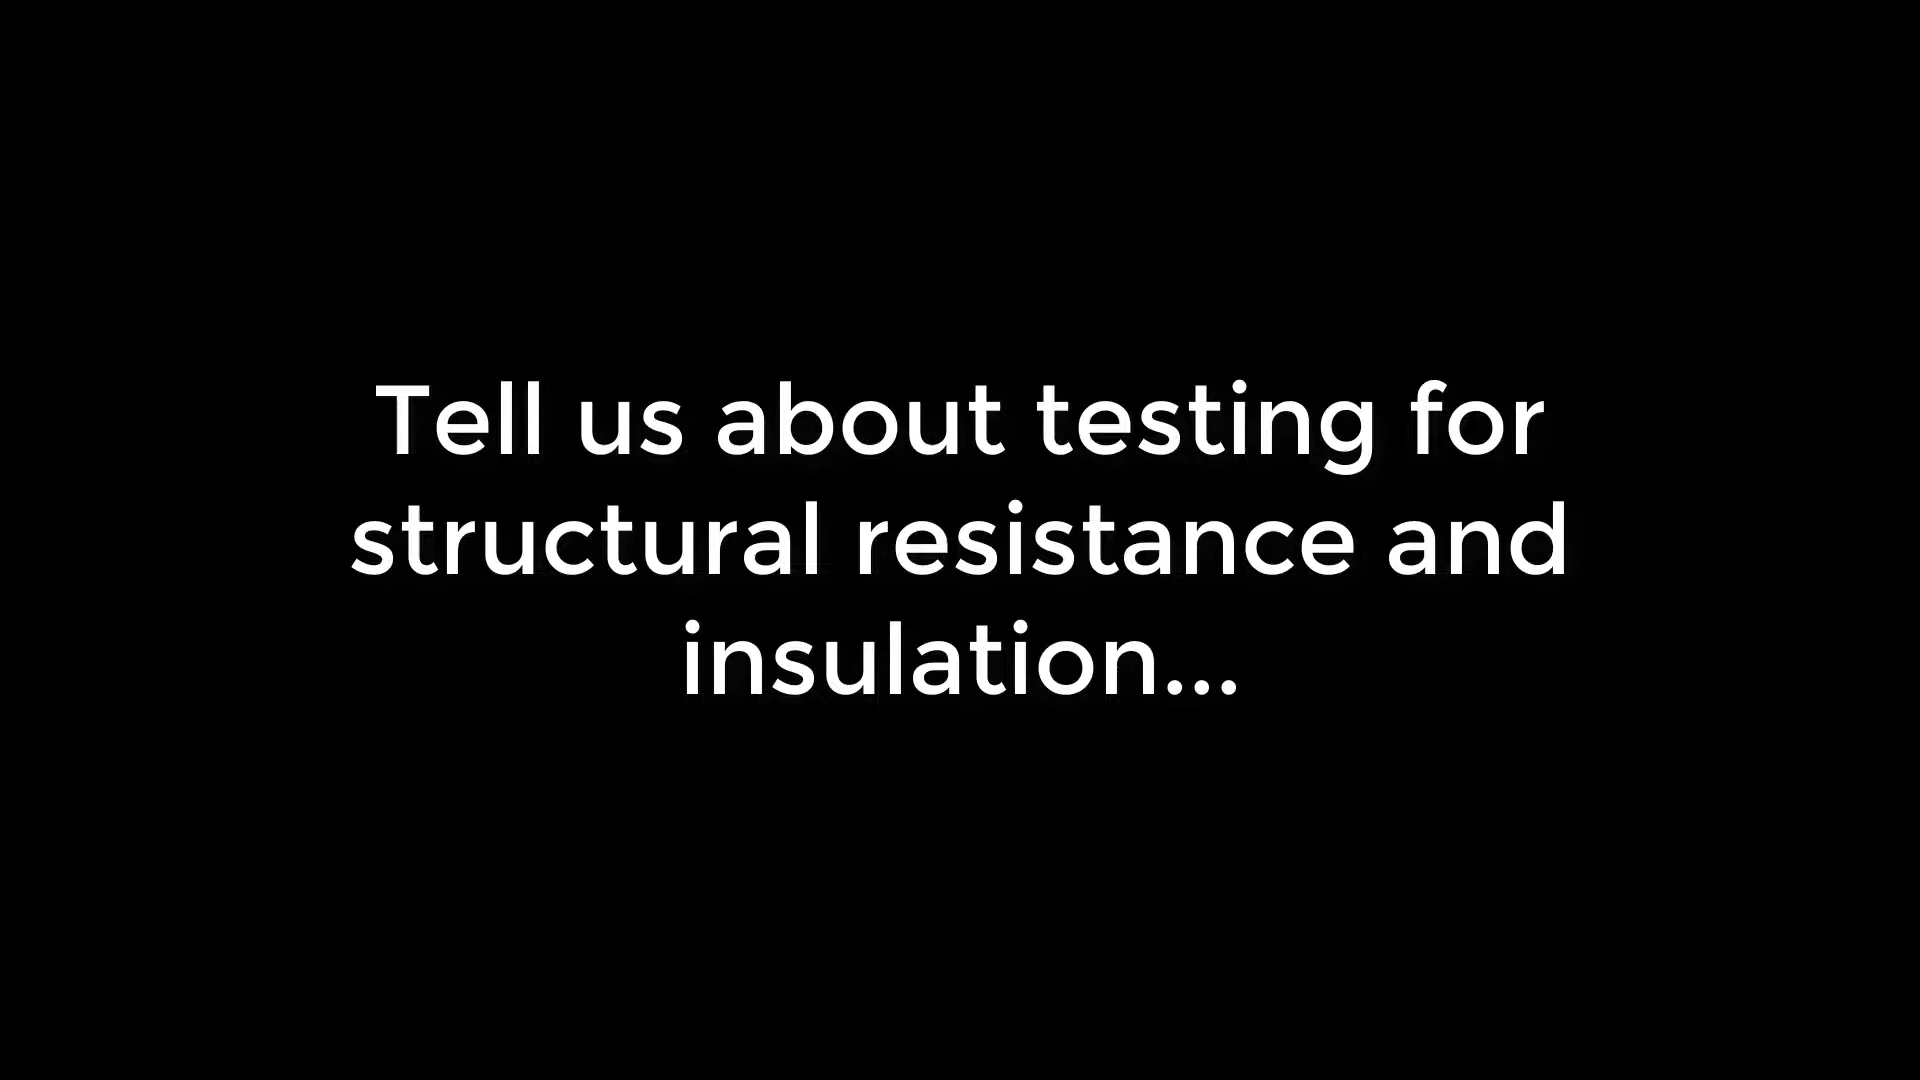 Tell us about testing for
structural resistance and
insulation...